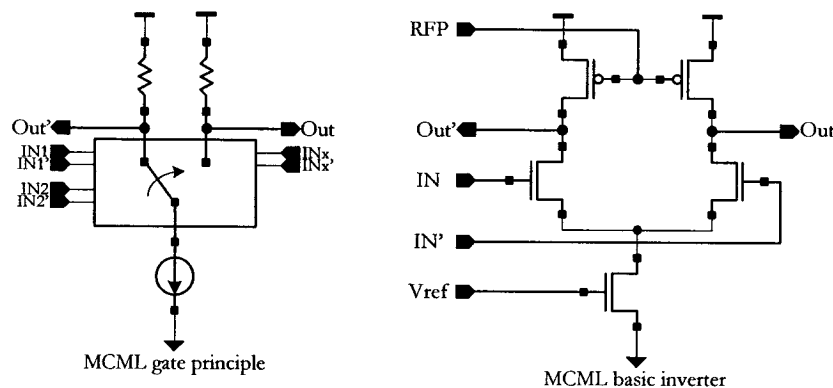 Out'
Out
IN1
IN1'
IN2
IN2'
INx
INx'
MCML gate principle
RFP
Out'
Out
IN
IN'
Vref
MCML basic inverter